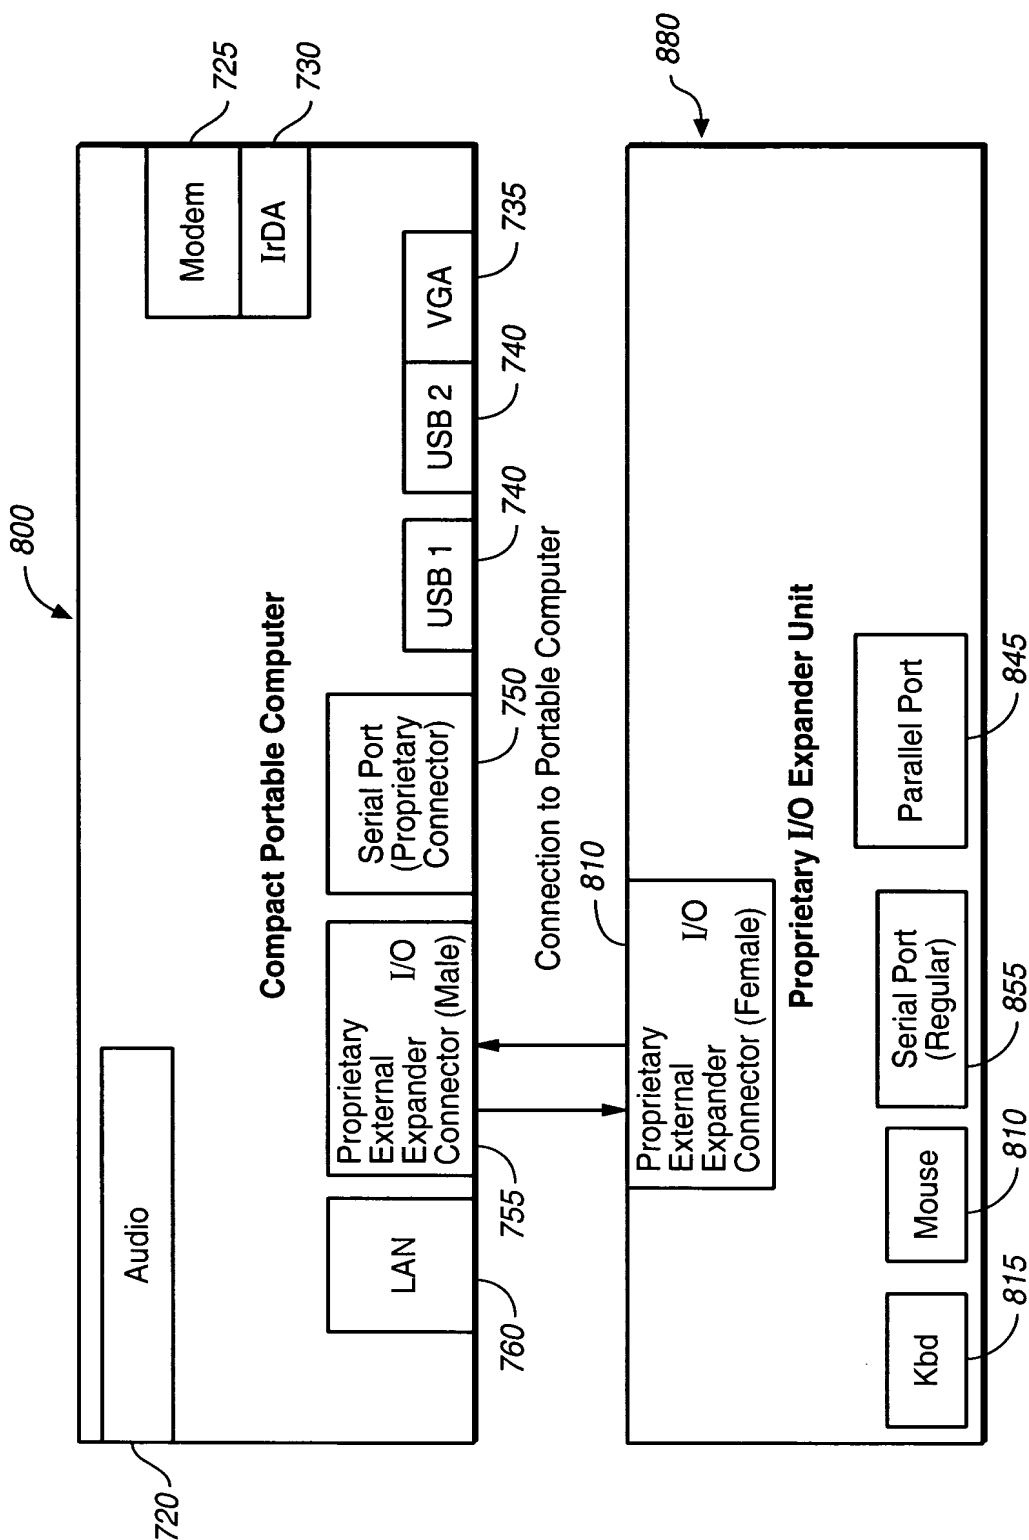 800
Compact Portable Computer
Audio
720
Modem
725
IrDA
730
LAN
760
Proprietary
External I/O
Expander
Connector (Male)
755
Serial Port
(Proprietary
Connector)
750
USB 1
740
USB 2
740
VGA
735
Connection to Portable Computer
880
810
Proprietary
External I/O
Expander
Connector (Female)
Proprietary I/O Expander Unit
Kbd
815
Mouse
810
Serial Port
(Regular)
855
Parallel Port
845